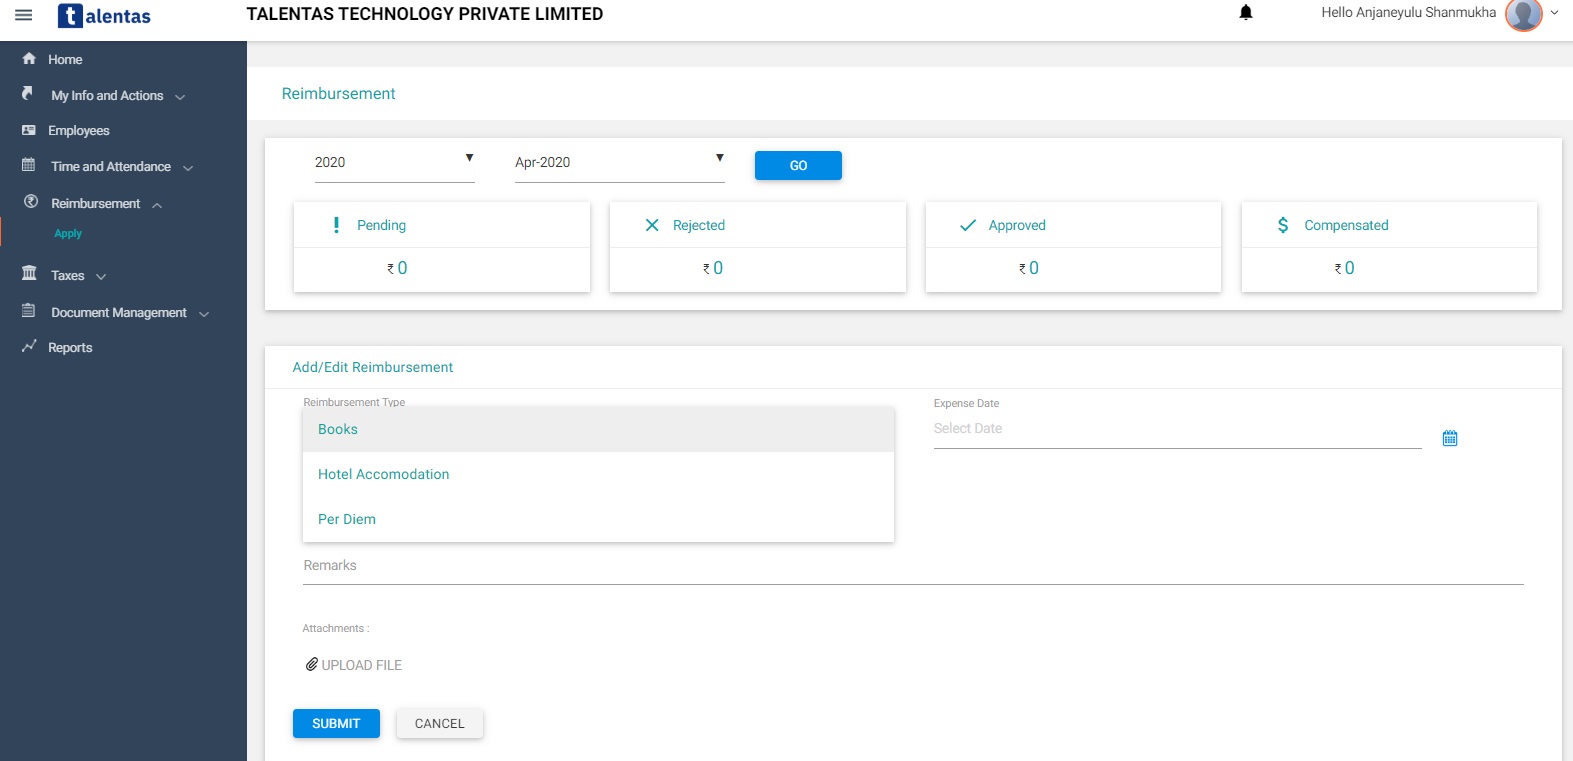 talentas
TALENTAS TECHNOLOGY PRIVATE LIMITED
Hello Anjaneyulu Shanmukha
Home
My Info and Actions
Employees
Time and Attendance
Reimbursement
Apply
Taxes
Document Management
Reports
Reimbursement
2020
Apr-2020
GO
Pending
₹ 0
Rejected
₹ 0
Approved
₹ 0
Compensated
₹ 0
Add/Edit Reimbursement
Reimbursement Type
Books
Hotel Accomodation
Per Diem
Expense Date
Select Date
Remarks
Attachments :
UPLOAD FILE
SUBMIT
CANCEL